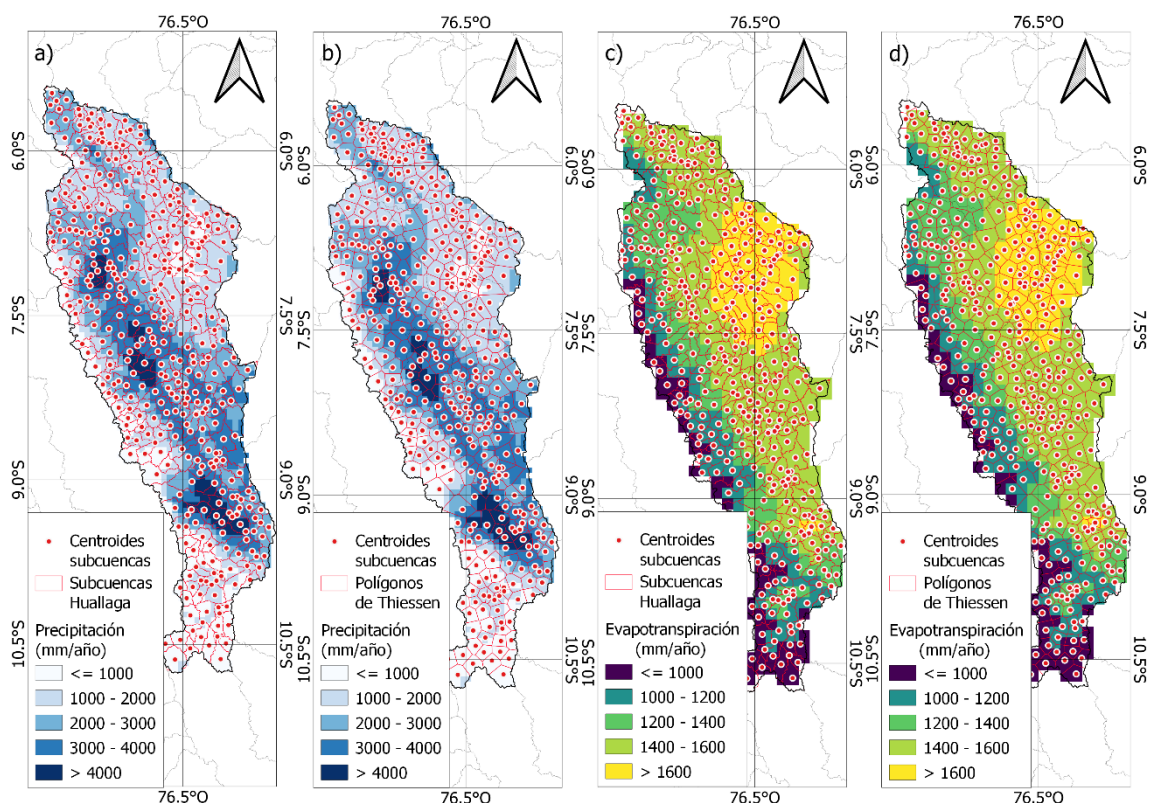 76.5°O
76.5°O
76.5°O
76.5°O
a)
b)
c)
d)
6.0°S
6.0°S
6.0°S
6.0°S
7.5°S
7.5°S
7.5°S
7.5°S
9.0°S
9.0°S
9.0°S
9.0°S
10.5°S
10.5°S
10.5°S
10.5°S
Centroides
subcuencas
Subcuencas
Huallaga
Precipitación
(mm/año)
<= 1000
1000 - 2000
2000 - 3000
3000 - 4000
> 4000
Centroides
subcuencas
Polígonos
de Thiessen
Precipitación
(mm/año)
<= 1000
1000 - 2000
2000 - 3000
3000 - 4000
> 4000
Centroides
subcuencas
Subcuencas
Huallaga
Evapotranspiración
(mm/año)
<= 1000
1000 - 1200
1200 - 1400
1400 - 1600
> 1600
Centroides
subcuencas
Polígonos
de Thiessen
Evapotranspiración
(mm/año)
<= 1000
1000 - 1200
1200 - 1400
1400 - 1600
> 1600
76.5°O
76.5°O
76.5°O
76.5°O